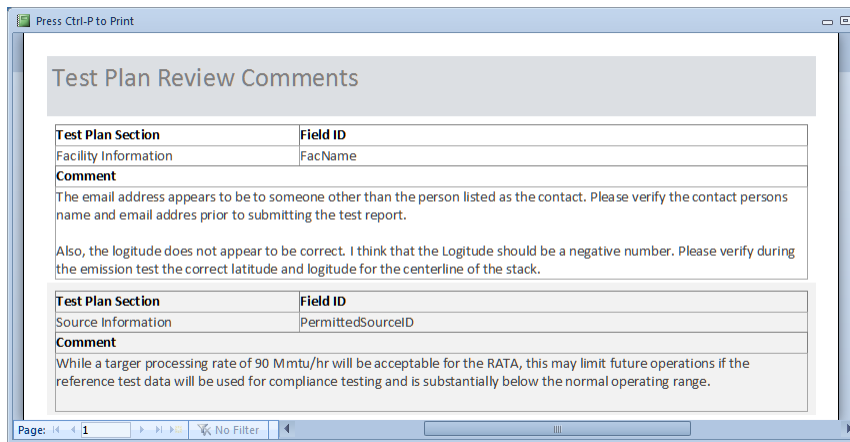 Press Ctrl-P to Print
Test Plan Review Comments
Test Plan Section Field ID
Facility Information FacName
Comment
The email address appears to be to someone other than the person listed as the contact. Please verify the contact persons
name and email addres prior to submitting the test report.
Also, the logitude does not appear to be correct. I think that the Logitude should be a negative number. Please verify during
the emission test the correct latitude and logitude for the centerline of the stack.
Test Plan Section Field ID
Source Information PermittedSourceID
Comment
While a targer processing rate of 90 Mmtu/hr will be acceptable for the RATA, this may limit future operations if the
reference test data will be used for compliance testing and is substantially below the normal operating range.
Page: 1 No Filter